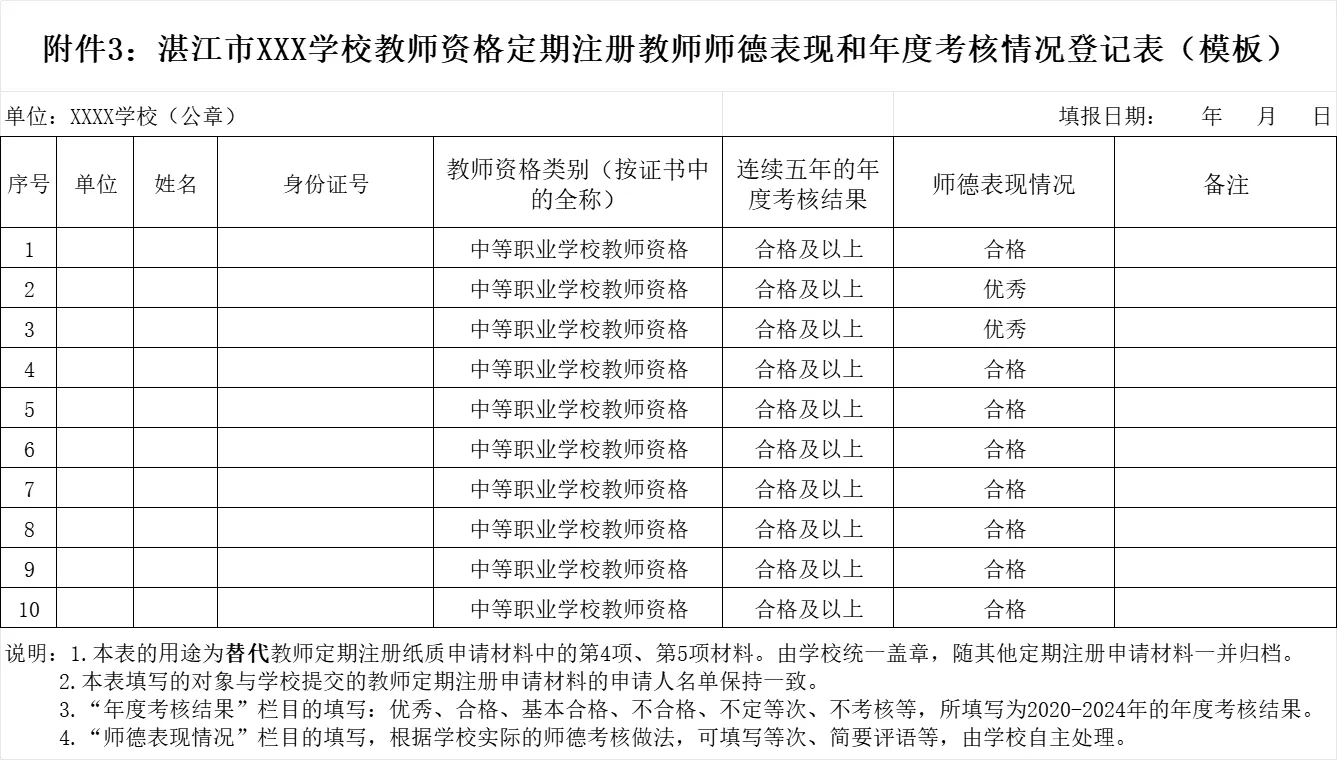 附件3：湛江市XXX学校教师资格定期注册教师师德表现和年度考核情况登记表（模板）
单位：XXXX学校（公章） 填报日期： 年 月 日
序号 单位 姓名 身份证号 教师资格类别（按证书中的全称） 连续五年的年度考核结果 师德表现情况 备注
1 中等职业学校教师资格 合格及以上 合格
2 中等职业学校教师资格 合格及以上 优秀
3 中等职业学校教师资格 合格及以上 优秀
4 中等职业学校教师资格 合格及以上 合格
5 中等职业学校教师资格 合格及以上 合格
6 中等职业学校教师资格 合格及以上 合格
7 中等职业学校教师资格 合格及以上 合格
8 中等职业学校教师资格 合格及以上 合格
9 中等职业学校教师资格 合格及以上 合格
10 中等职业学校教师资格 合格及以上 合格
说明：1.本表的用途为替代教师定期注册纸质申请材料中的第4项、第5项材料。由学校统一盖章，随其他定期注册申请材料一并归档。
2.本表填写的对象与学校提交的教师定期注册申请材料的申请人名单保持一致。
3.“年度考核结果”栏目的填写：优秀、合格、基本合格、不合格、不定等次、不考核等，所填写为2020-2024年的年度考核结果。
4.“师德表现情况”栏目的填写，根据学校实际的师德考核做法，可填写等次、简要评语等，由学校自主处理。